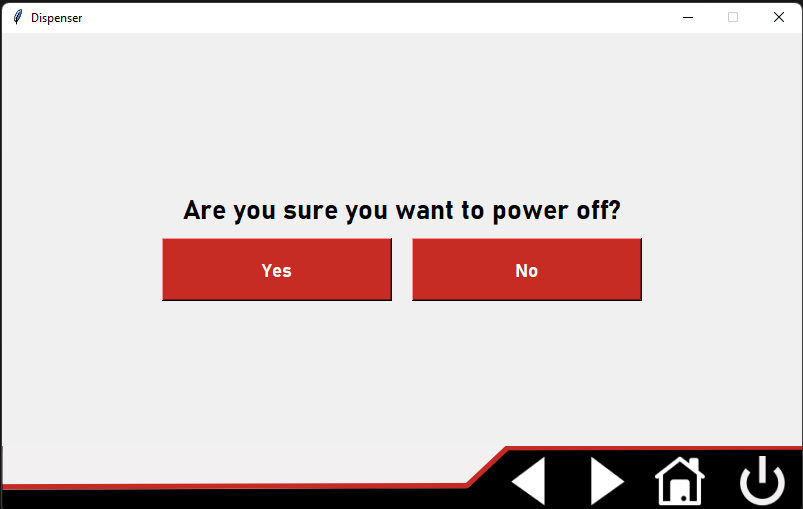 Dispenser
Are you sure you want to power off?
Yes
No